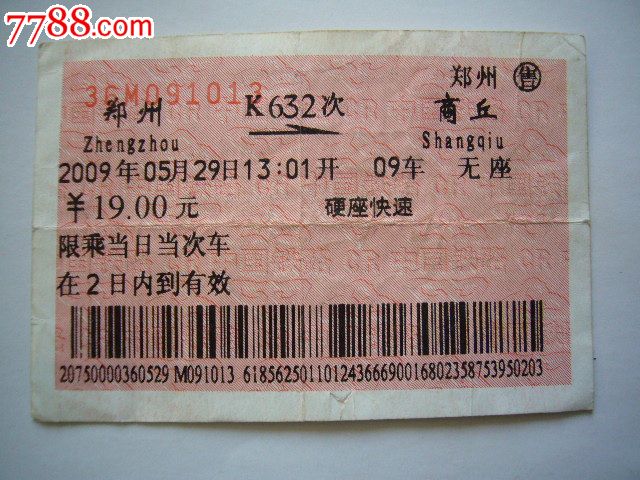 7788.com
郑州 售
36M091013
郑州 K632次 商丘
Zhengzhou Shangqiu
2009年05月29日13:01开 09车 无座
￥19.00元 硬座快速
限乘当日当次车
在2日内到有效
20750000360529 M091013 61856250110124366690016802358753950203